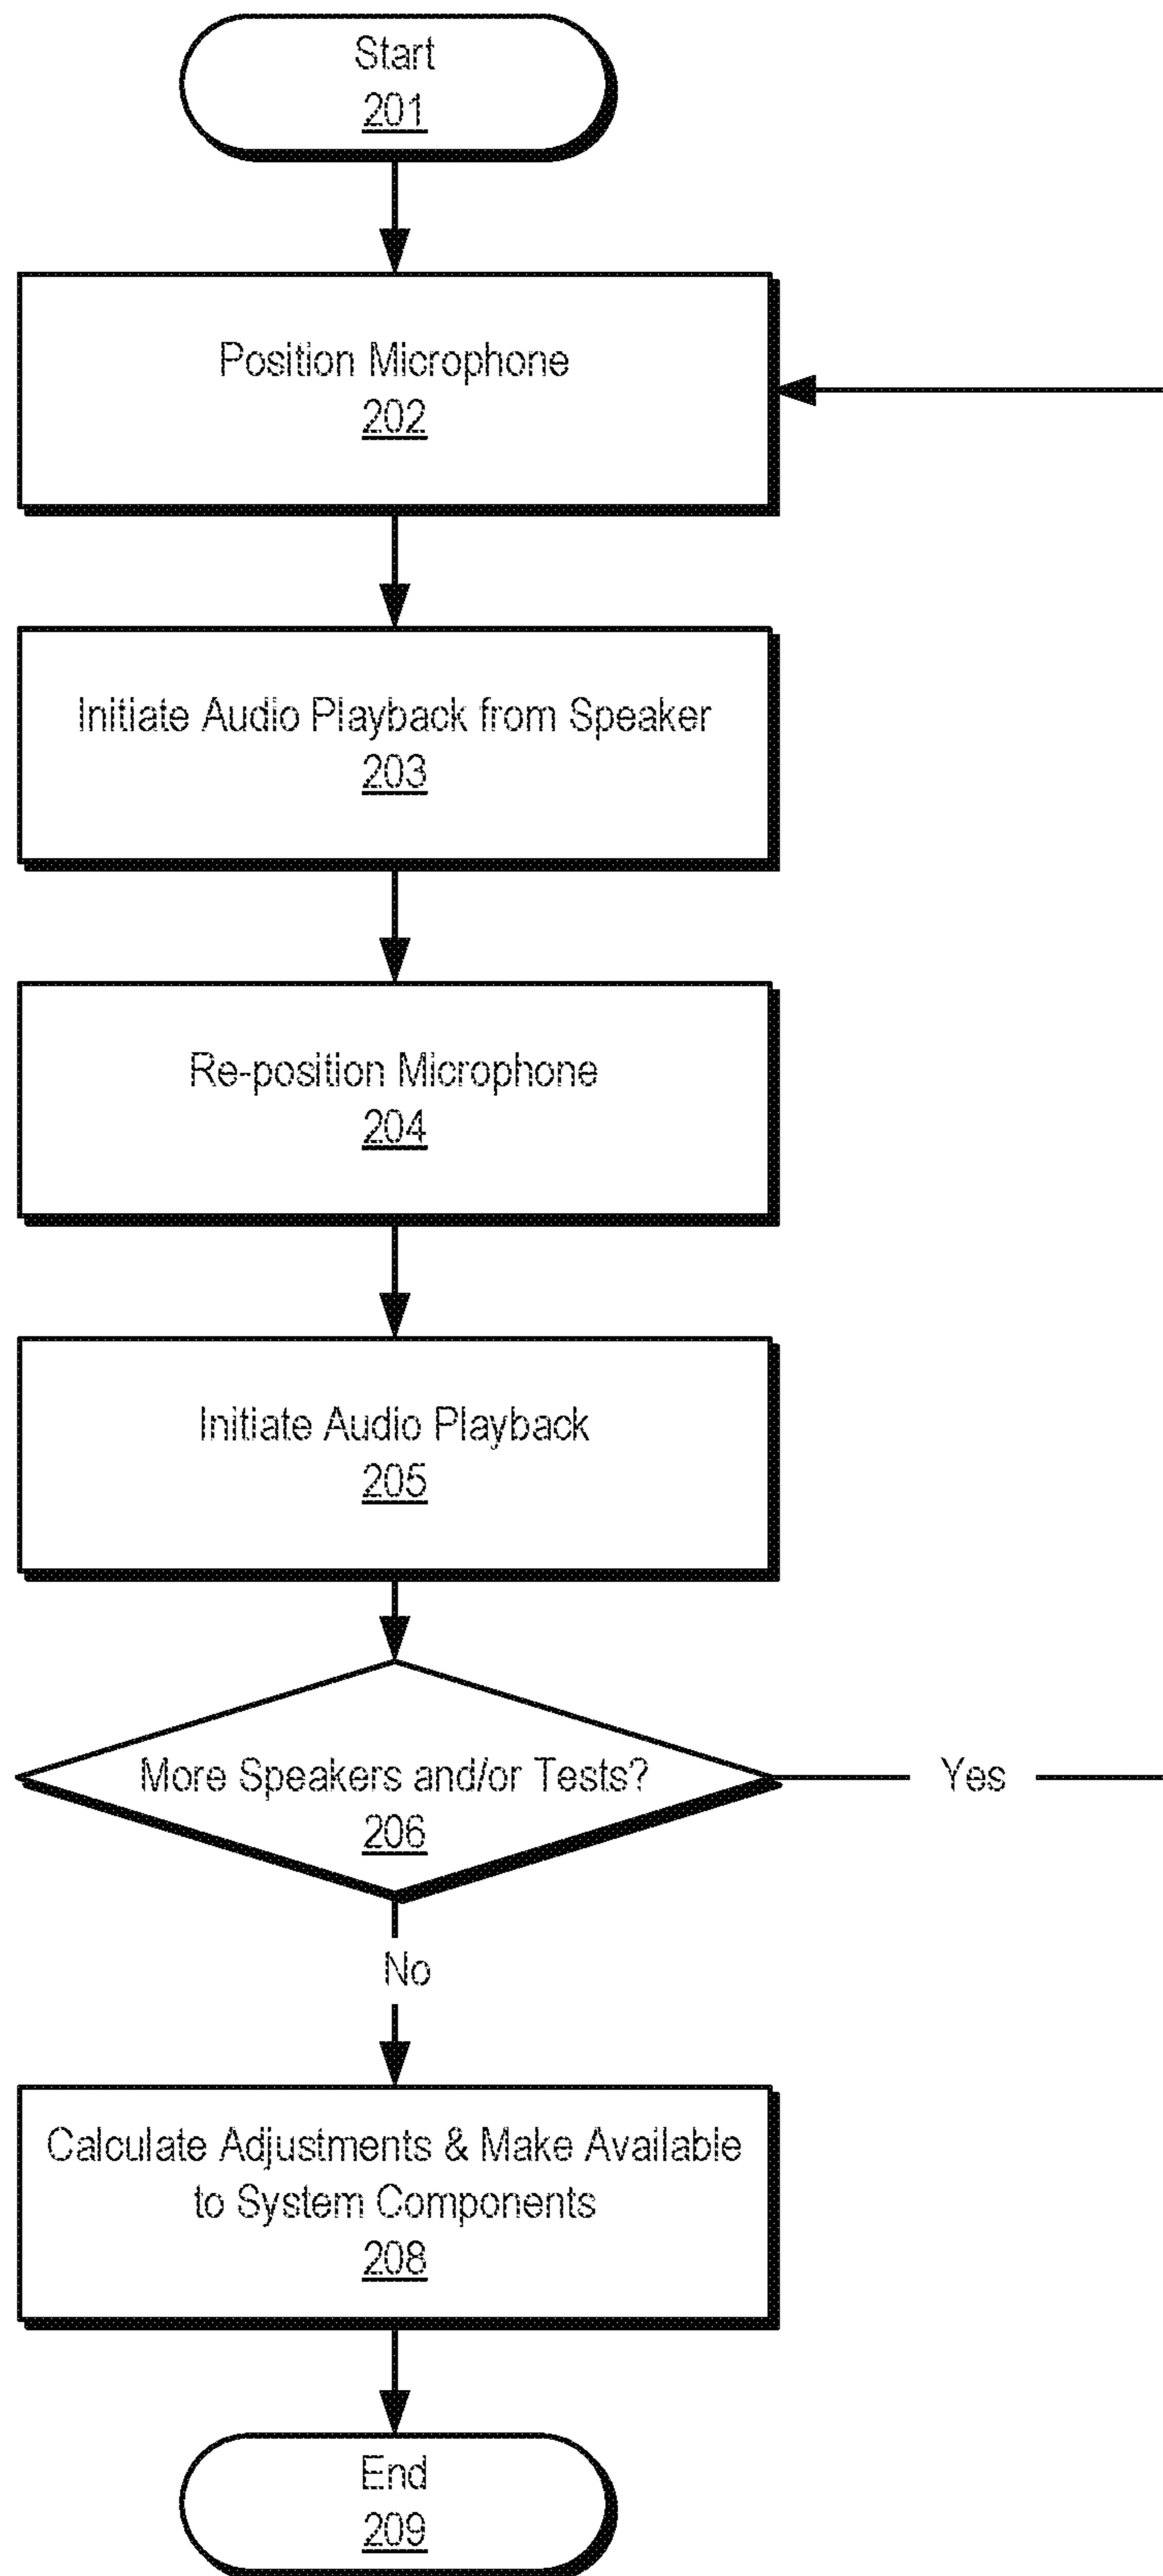 Start
201
Position Microphone
202
Initiate Audio Playback from Speaker
203
Re-position Microphone
204
Initiate Audio Playback
205
More Speakers and/or Tests?
206
Yes
No
Calculate Adjustments & Make Available
to System Components
208
End
209